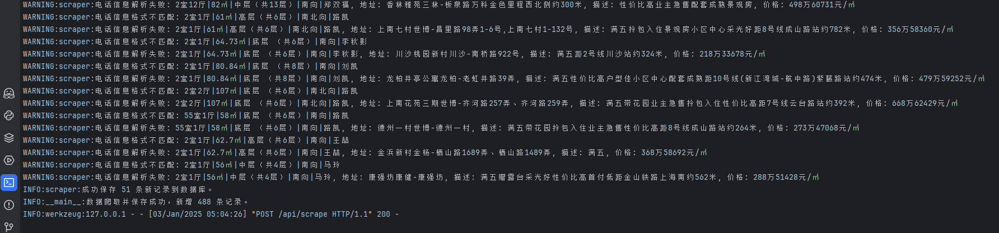 WARNING:scraper:电话信息解析失败: 2室12厅|82㎡|中层（共13层）|南向|郑双福, 地址: 香林雅苑三林-板泉路万科金色里程西北侧约300米, 描述: 性价比高业主急售配套成熟景观房, 价格: 498万60731元/㎡
WARNING:scraper:电话信息格式不匹配: 2室1厅|61㎡|高层（共6层）|南北向|路凯
WARNING:scraper:电话信息解析失败: 2室1厅|61㎡|高层（共6层）|南北向|路凯, 地址: 上南七村世博-昌里路98弄1-6号,上南七村1-132号, 描述: 满五拎包入住景观房小区中心采光好距8号线成山路站约782米, 价格: 356万58360元/㎡
WARNING:scraper:电话信息格式不匹配: 2室1厅|64.73㎡|底层 （共6层）|南向|李秋影
WARNING:scraper:电话信息解析失败: 2室1厅|64.73㎡|底层 （共6层）|南向|李秋影, 地址: 川沙桃园新村川沙-南桥路922号, 描述: 满五距2号线川沙站约324米, 价格: 218万33678元/㎡
WARNING:scraper:电话信息格式不匹配: 2室1厅|80.84㎡|底层 （共8层）|南向|刘凯
WARNING:scraper:电话信息解析失败: 2室1厅|80.84㎡|底层 （共8层）|南向|刘凯, 地址: 龙柏井亭公寓龙柏-老虹井路39弄, 描述: 满五性价比高户型佳小区中心配套成熟距10号线(新江湾城-航中路)紫藤路站约474米, 价格: 479万59252元/㎡
WARNING:scraper:电话信息格式不匹配: 2室2厅|107㎡|底层 （共6层）|南北向|路凯
WARNING:scraper:电话信息解析失败: 2室2厅|107㎡|底层 （共6层）|南北向|路凯, 地址: 上南花苑三期世博-齐河路257弄、齐河路259弄, 描述: 满五带花园业主急售拎包入住性价比高距7号线云台路站约392米, 价格: 668万62429元/㎡
WARNING:scraper:电话信息格式不匹配: 55室1厅|58㎡|底层 （共6层）|南向|路凯
WARNING:scraper:电话信息解析失败: 55室1厅|58㎡|底层 （共6层）|南向|路凯, 地址: 德州一村世博-德州一村, 描述: 满五带花园拎包入住业主急售性价比高距8号线成山路站约264米, 价格: 273万47068元/㎡
WARNING:scraper:电话信息格式不匹配: 2室1厅|62.7㎡|高层（共6层）|南向|王喆
WARNING:scraper:电话信息解析失败: 2室1厅|62.7㎡|高层（共6层）|南向|王喆, 地址: 金浜新村金杨-栖山路1689弄、栖山路1489弄, 描述: 满五, 价格: 368万58692元/㎡
WARNING:scraper:电话信息格式不匹配: 2室1厅|56㎡|中层（共4层）|南向|马玲
WARNING:scraper:电话信息解析失败: 2室1厅|56㎡|中层（共4层）|南向|马玲, 地址: 康强坊康健-康强坊, 描述: 满五赠露台采光好性价比高首付低距金山铁路上海南约562米, 价格: 288万51428元/㎡
INFO:scraper:成功保存 51 条新记录到数据库。
INFO:__main__:数据爬取并保存成功，新增 488 条记录。
INFO:werkzeug:127.0.0.1 - - [03/Jan/2025 05:04:26] "POST /api/scrape HTTP/1.1" 200 -